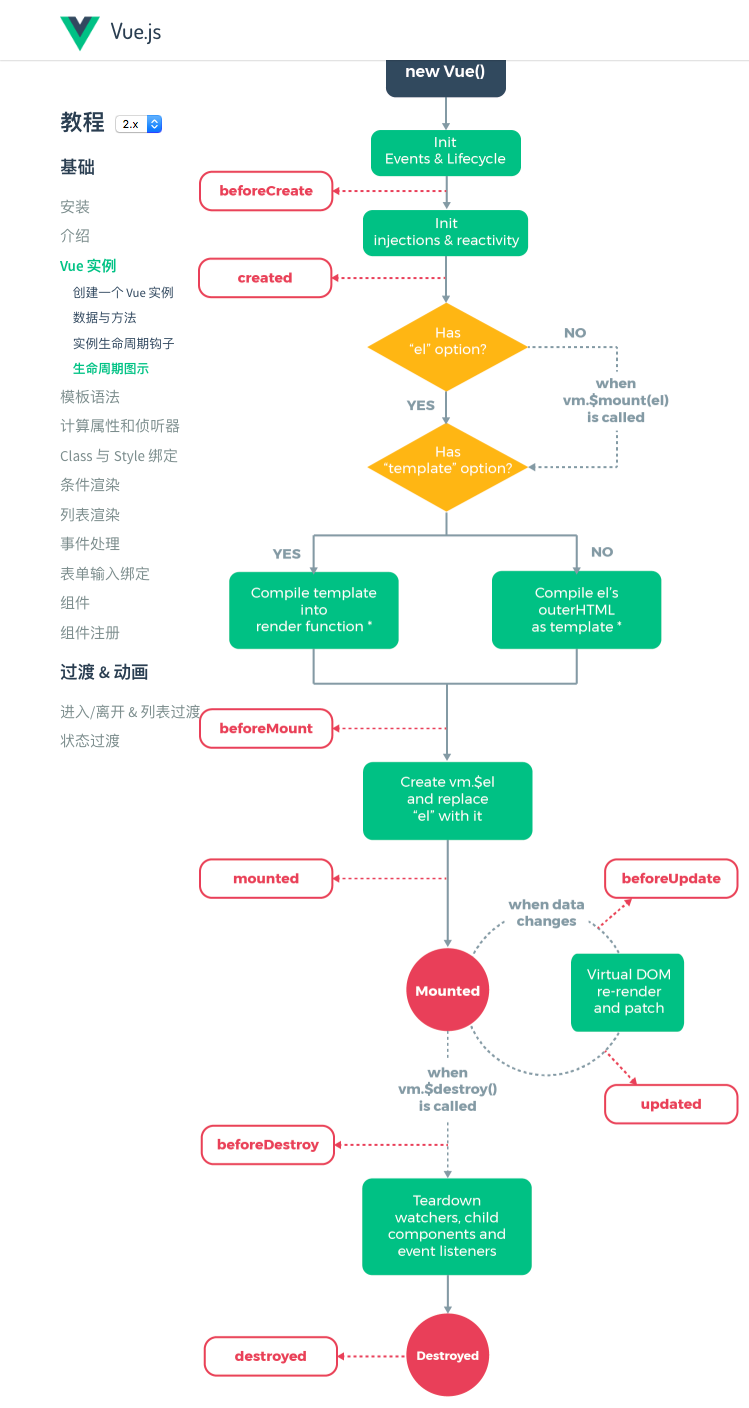 Vue.js
教程 2.x
基础
安装
介绍
Vue 实例
创建一个 Vue 实例
数据与方法
实例生命周期钩子
生命周期图示
模板语法
计算属性和侦听器
Class 与 Style 绑定
条件渲染
列表渲染
事件处理
表单输入绑定
组件
组件注册
过渡 & 动画
进入/离开 & 列表过渡
状态过渡
new Vue()
Init
Events & Lifecycle
beforeCreate
Init
injections & reactivity
created
Has
“el” option?
NO
when
vm.$mount(el)
is called
YES
Has
“template” option?
YES
NO
Compile template
into
render function *
Compile el’s
outerHTML
as template *
beforeMount
Create vm.$el
and replace
“el” with it
mounted
beforeUpdate
when data
changes
Mounted
Virtual DOM
re-render
and patch
when
vm.$destroy()
is called
updated
beforeDestroy
Teardown
watchers, child
components and
event listeners
destroyed
Destroyed